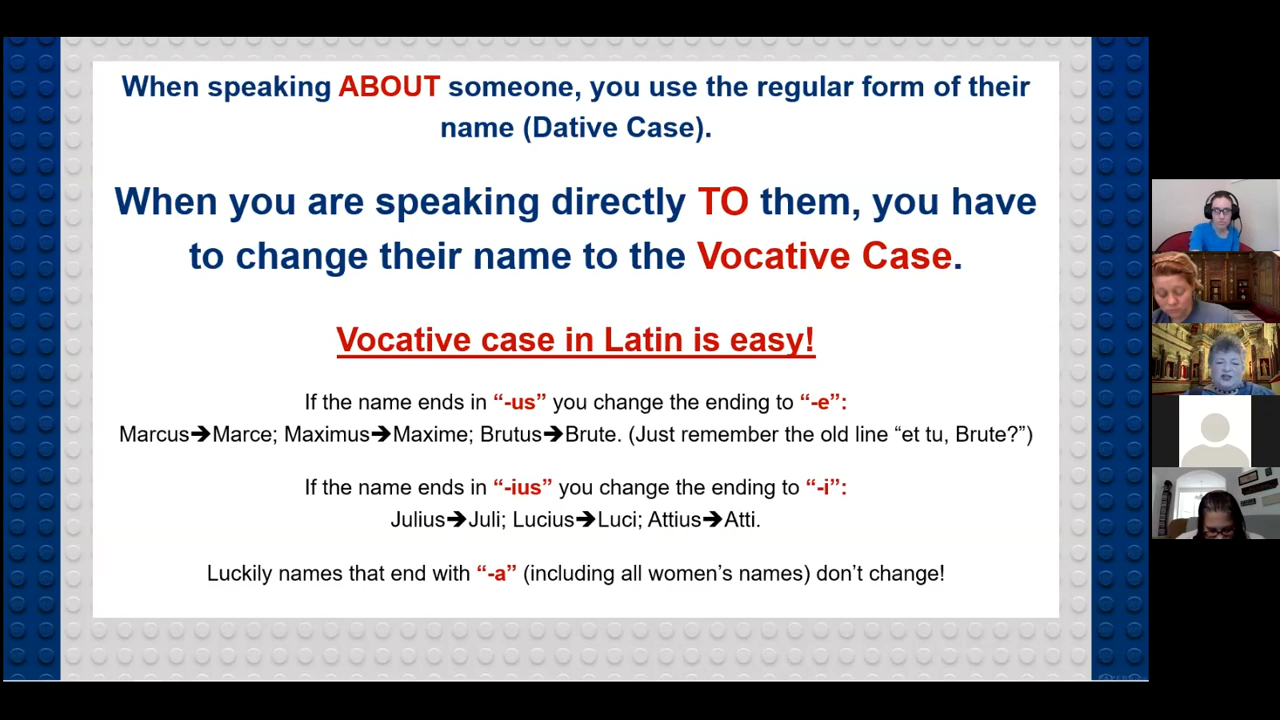 When speaking ABOUT someone, you use the regular form of their
name (Dative Case).
When you are speaking directly TO them, you have
to change their name to the Vocative Case.
Vocative case in Latin is easy!
If the name ends in “-us” you change the ending to “-e”:
Marcus➔Marce; Maximus➔Maxime; Brutus➔Brute. (Just remember the old line “et tu, Brute?”)
If the name ends in “-ius” you change the ending to “-i”:
Julius➔Juli; Lucius➔Luci; Attius➔Atti.
Luckily names that end with “-a” (including all women’s names) don’t change!